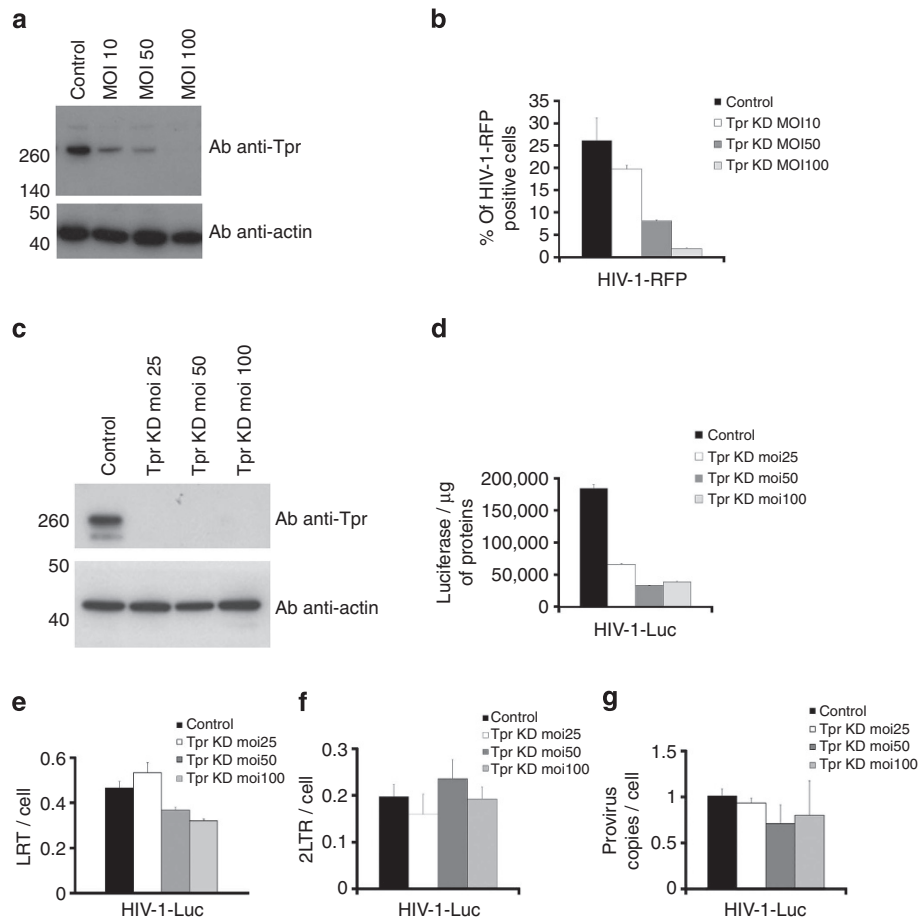 a
Control
MOI 10
MOI 50
MOI 100
260
140
Ab anti-Tpr
50
40
Ab anti-actin
b
% Of HIV-1-RFP
positive cells
35
30
25
20
15
10
5
0
HIV-1-RFP
Control
Tpr KD MOI10
Tpr KD MOI50
Tpr KD MOI100
c
Control
Tpr KD moi 25
Tpr KD moi 50
Tpr KD moi 100
260
Ab anti-Tpr
50
40
Ab anti-actin
d
Luciferase / µg
of proteins
200,000
150,000
100,000
50,000
0
HIV-1-Luc
Control
Tpr KD moi25
Tpr KD moi50
Tpr KD moi100
e
LRT / cell
0.6
0.4
0.2
0
HIV-1-Luc
Control
Tpr KD moi25
Tpr KD moi50
Tpr KD moi100
f
2LTR / cell
0.3
0.2
0.1
0
HIV-1-Luc
Control
Tpr KD moi25
Tpr KD moi50
Tpr KD moi100
g
Provirus
copies / cell
1.5
1
0.5
0
HIV-1-Luc
Control
Tpr KD moi25
Tpr KD moi50
Tpr KD moi100